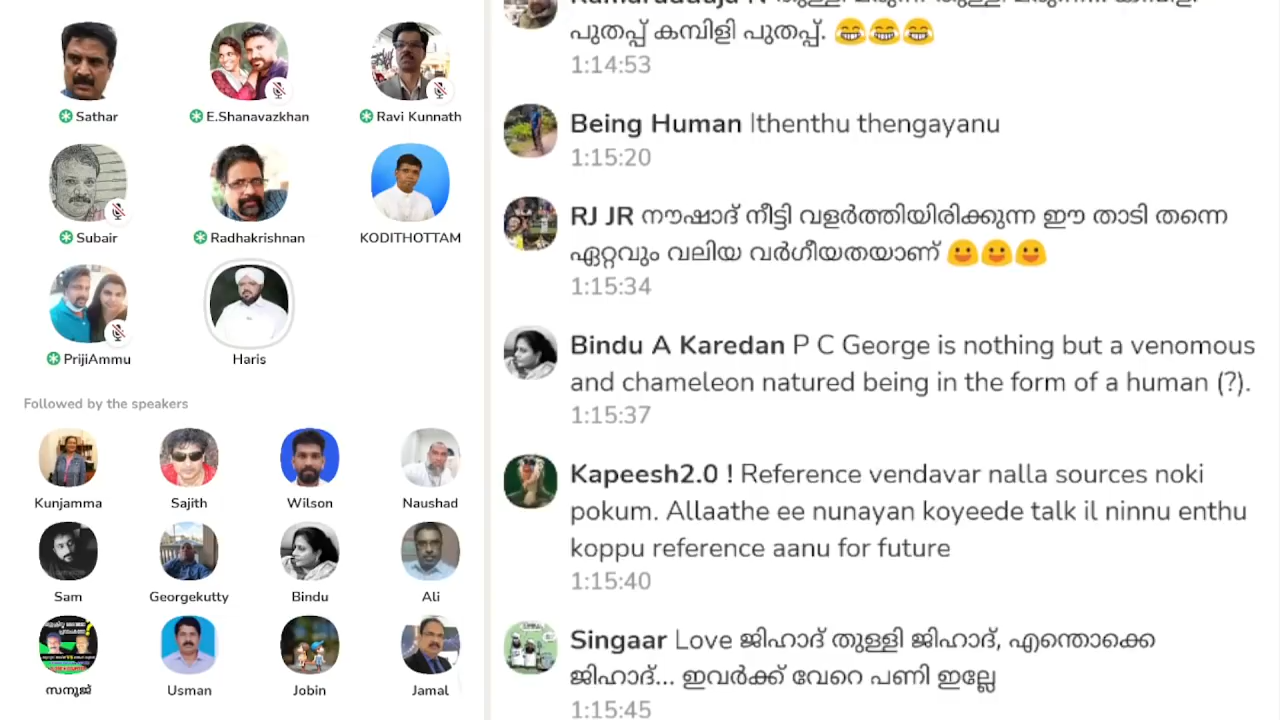 Sathar
E.Shanavazkhan
Ravi Kunnath
Subair
Radhakrishnan
KODITHOTTAM
PrijiAmmu
Haris
Followed by the speakers
Kunjamma
Sajith
Wilson
Naushad
Sam
Georgekutty
Bindu
Ali
സനൂജ്
Usman
Jobin
Jamal
പുതപ്പ് കമ്പിളി പുതപ്പ്. 😂😂😂
1:14:53
Being Human Ithenthu thengayanu
1:15:20
RJ JR നൗഷാദ് നീട്ടി വളർത്തിയിരിക്കുന്ന ഈ താടി തന്നെ
ഏറ്റവും വലിയ വർഗീയതയാണ് 😃😃😃
1:15:34
Bindu A Karedan P C George is nothing but a venomous
and chameleon natured being in the form of a human (?).
1:15:37
Kapeesh2.0 ! Reference vendavar nalla sources noki
pokum. Allaathe ee nunayan koyeede talk il ninnu enthu
koppu reference aanu for future
1:15:40
Singaar Love ജിഹാദ് തുള്ളി ജിഹാദ്, എന്തൊക്കെ
ജിഹാദ്... ഇവർക്ക് വേറെ പണി ഇല്ലേ
1:15:45